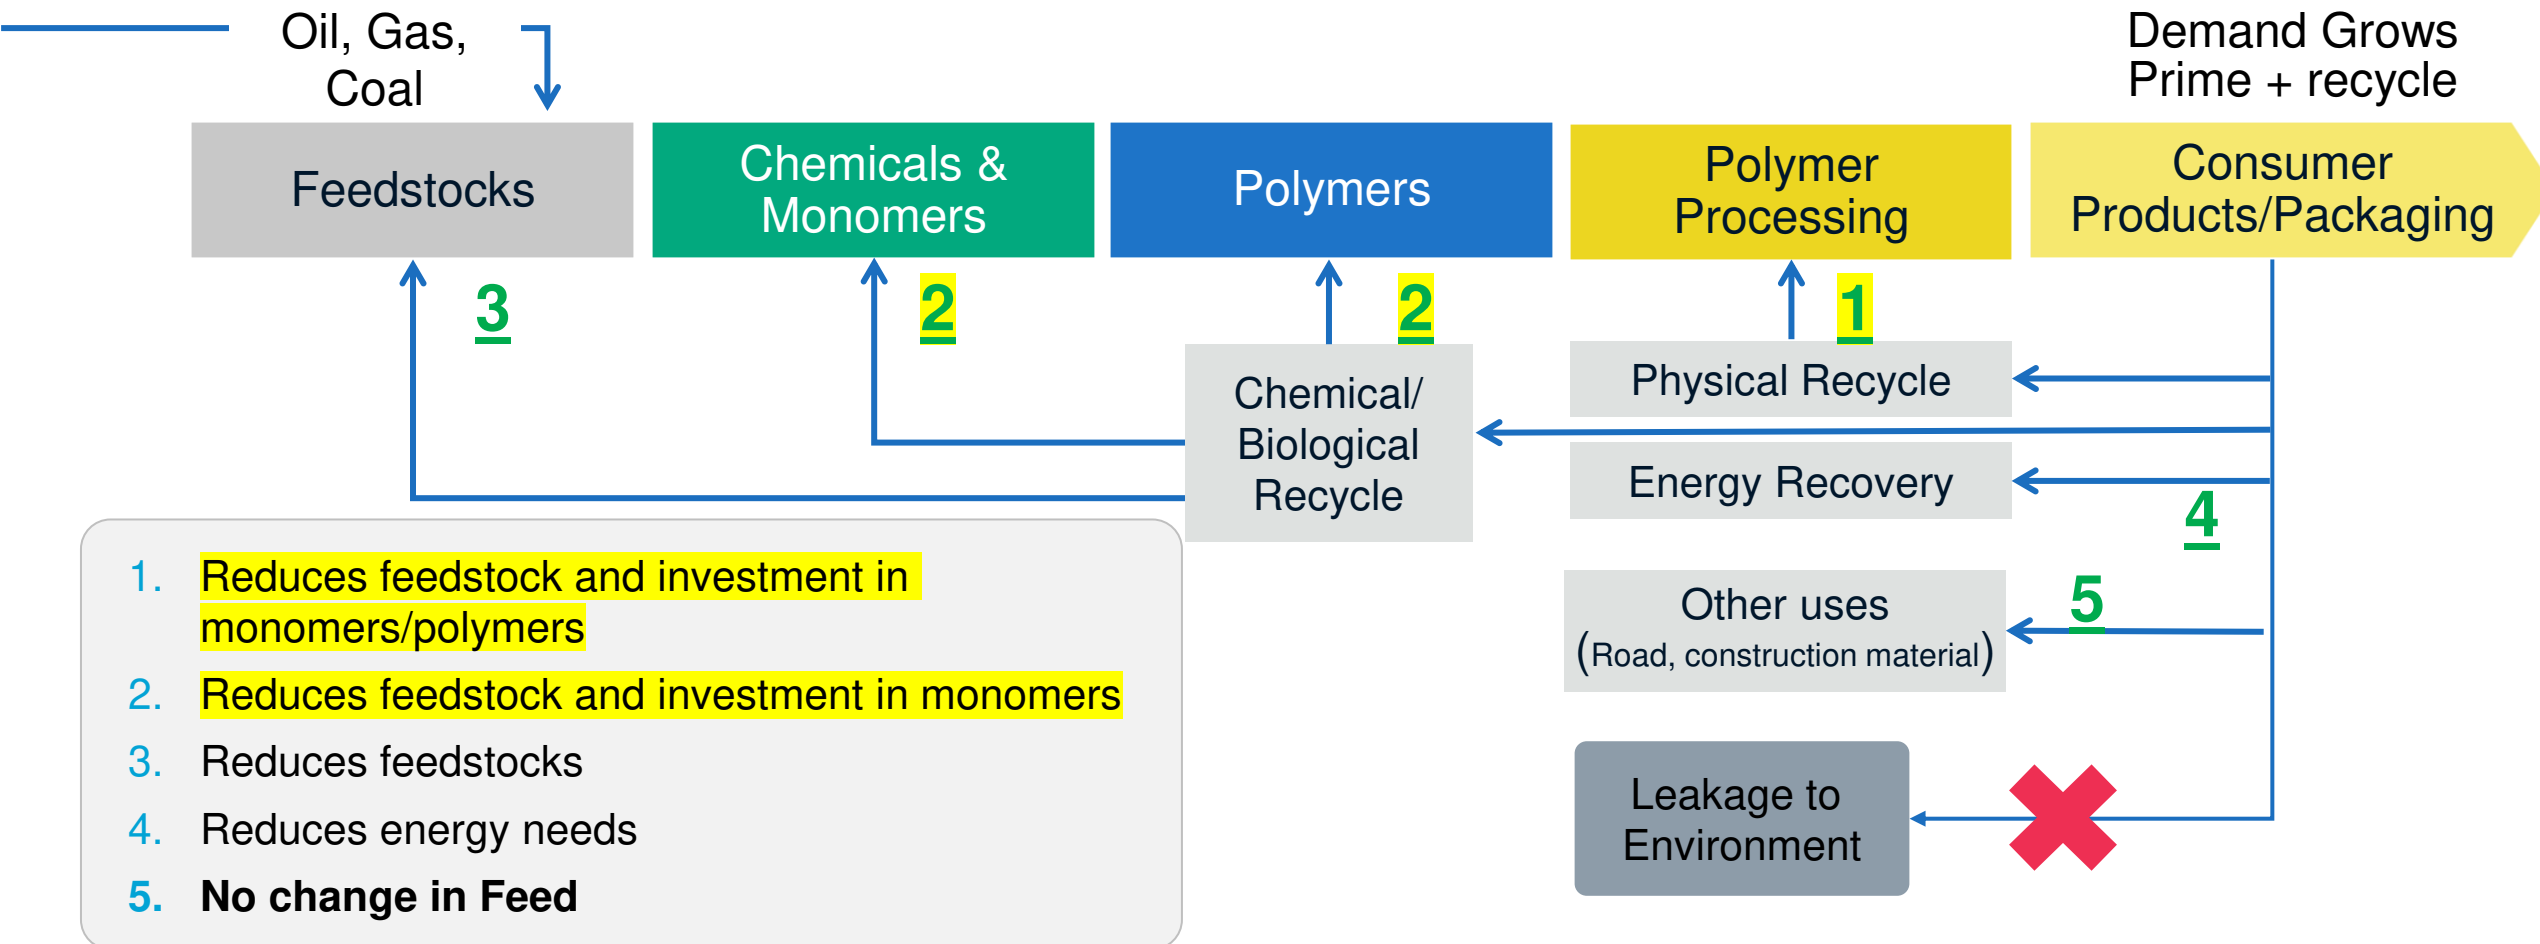 Oil, Gas,
Coal
Demand Grows
Prime + recycle
Feedstocks
Chemicals &
Monomers
Polymers
Polymer
Processing
Consumer
Products/Packaging
3
2
2
1
Physical Recycle
Chemical/
Biological
Recycle
Energy Recovery
4
5
Other uses
(Road, construction material)
Leakage to
Environment
1. Reduces feedstock and investment in
monomers/polymers
2. Reduces feedstock and investment in monomers
3. Reduces feedstocks
4. Reduces energy needs
5. No change in Feed